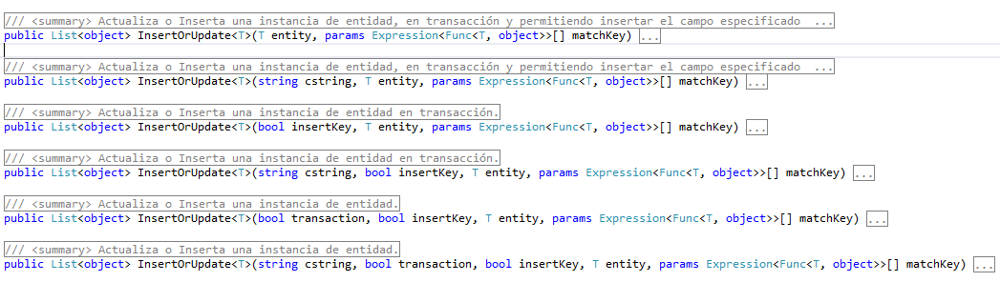 /// <summary> Actualiza o Inserta una instancia de entidad, en transacción y permitiendo insertar el campo especificado  ...
public List<object> InsertOrUpdate<T>(T entity, params Expression<Func<T, object>>[] matchKey) ...
/// <summary> Actualiza o Inserta una instancia de entidad, en transacción y permitiendo insertar el campo especificado  ...
public List<object> InsertOrUpdate<T>(string cstring, T entity, params Expression<Func<T, object>>[] matchKey) ...
/// <summary> Actualiza o Inserta una instancia de entidad en transacción.
public List<object> InsertOrUpdate<T>(bool insertKey, T entity, params Expression<Func<T, object>>[] matchKey) ...
/// <summary> Actualiza o Inserta una instancia de entidad en transacción.
public List<object> InsertOrUpdate<T>(string cstring, bool insertKey, T entity, params Expression<Func<T, object>>[] matchKey) ...
/// <summary> Actualiza o Inserta una instancia de entidad.
public List<object> InsertOrUpdate<T>(bool transaction, bool insertKey, T entity, params Expression<Func<T, object>>[] matchKey) ...
/// <summary> Actualiza o Inserta una instancia de entidad.
public List<object> InsertOrUpdate<T>(string cstring, bool transaction, bool insertKey, T entity, params Expression<Func<T, object>>[] matchKey) ...